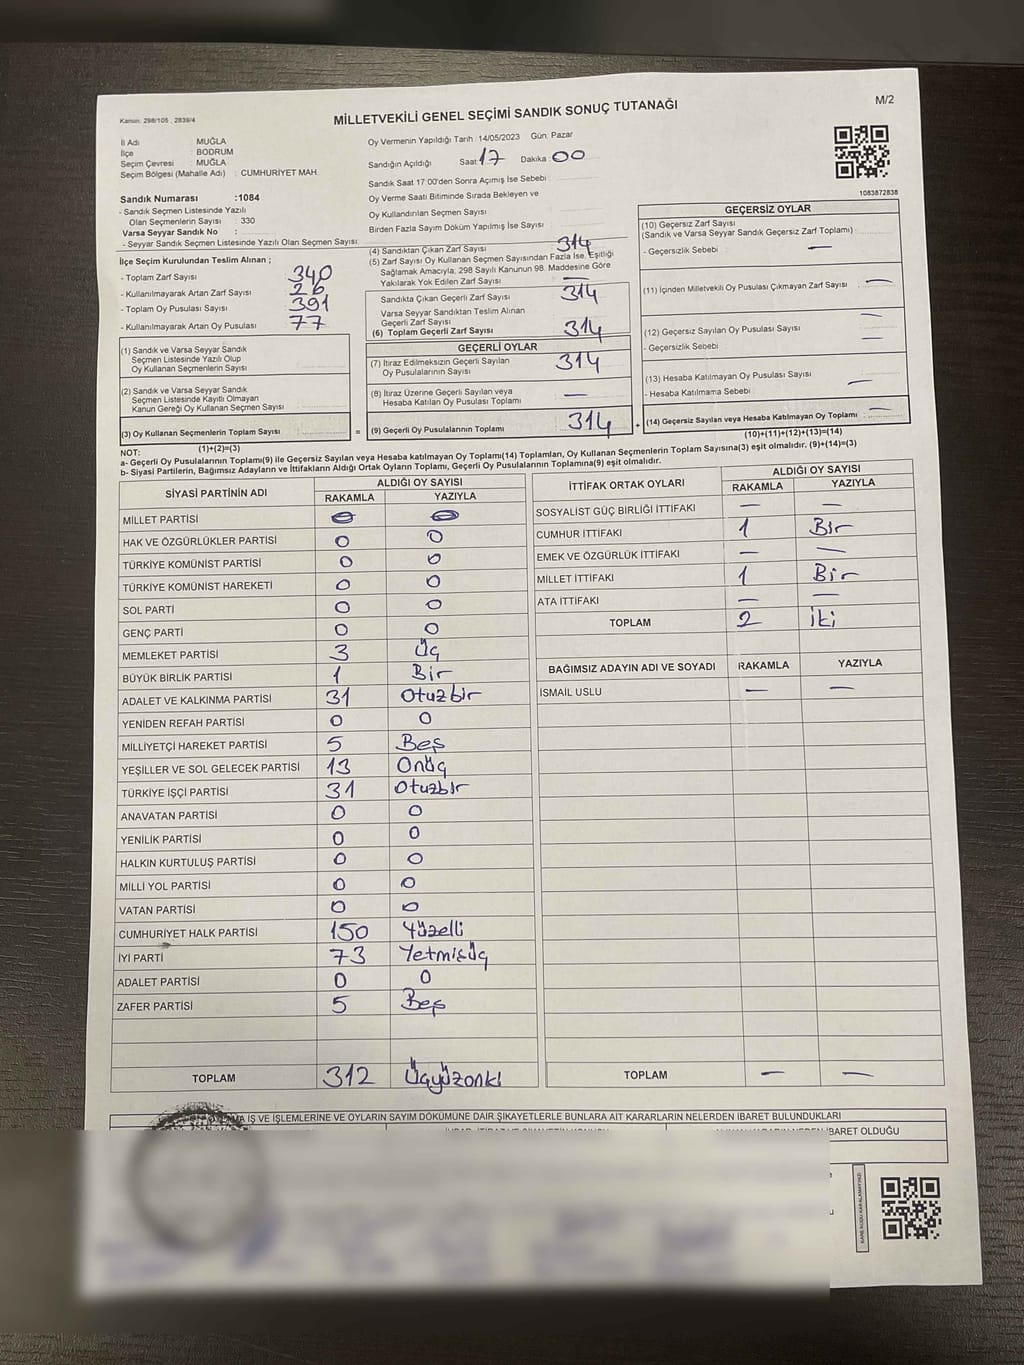 Kanun: 298/105 , 2839/4
MİLLETVEKİLİ GENEL SEÇİMİ SANDIK SONUÇ TUTANAĞI
M/2
İl Adı : MUĞLA
İlçe : BODRUM
Seçim Çevresi : MUĞLA
Seçim Bölgesi (Mahalle Adı) : CUMHURİYET MAH.
Oy Vermenin Yapıldığı Tarih : 14/05/2023 Gün: Pazar
Sandığın Açıldığı Saat: 17 Dakika: 00
Sandık Saat 17:00'den Sonra Açımış İse Sebebi :
Oy Verme Saati Bitiminde Sırada Bekleyen ve
Oy Kullandırılan Seçmen Sayısı :
Birden Fazla Sayım Döküm Yapılmış İse Sayısı :
1083872838
Sandık Numarası :1084
- Sandık Seçmen Listesinde Yazılı
Olan Seçmenlerin Sayısı : 330
Varsa Seyyar Sandık No :
- Seyyar Sandık Seçmen Listesinde Yazılı Olan Seçmen Sayısı:
İlçe Seçim Kurulundan Teslim Alınan ;
- Toplam Zarf Sayısı : 340
- Kullanılmayarak Artan Zarf Sayısı : 26
- Toplam Oy Pusulası Sayısı : 391
- Kullanılmayarak Artan Oy Pusulası : 77
(1) Sandık ve Varsa Seyyar Sandık
Seçmen Listesinde Yazılı Olup
Oy Kullanan Seçmenlerin Sayısı :
(2) Sandık ve Varsa Seyyar Sandık
Seçmen Listesinde Kayıtlı Olmayan
Kanun Gereği Oy Kullanan Seçmen Sayısı :
(3) Oy Kullanan Seçmenlerin Toplam Sayısı :
(1)+(2)=(3)
(4) Sandıktan Çıkan Zarf Sayısı : 314
(5) Zarf Sayısı Oy Kullanan Seçmen Sayısından Fazla İse, Eşitliği
Sağlamak Amacıyla, 298 Sayılı Kanunun 98. Maddesine Göre
Yakılarak Yok Edilen Zarf Sayısı : —
Sandıkta Çıkan Geçerli Zarf Sayısı : 314
Varsa Seyyar Sandıktan Teslim Alınan
Geçerli Zarf Sayısı :
(6) Toplam Geçerli Zarf Sayısı : 314
GEÇERLİ OYLAR
(7) İtiraz Edilmeksizin Geçerli Sayılan
Oy Pusulalarının Sayısı : 314
(8) İtiraz Üzerine Geçerli Sayılan veya
Hesaba Katılan Oy Pusulası Toplamı : —
= (9) Geçerli Oy Pusulalarının Toplamı : 314 +
GEÇERSİZ OYLAR
(10) Geçersiz Zarf Sayısı
(Sandık ve Varsa Seyyar Sandık Geçersiz Zarf Toplamı) :
- Geçersizlik Sebebi : —
(11) İçinden Milletvekili Oy Pusulası Çıkmayan Zarf Sayısı : —
(12) Geçersiz Sayılan Oy Pusulası Sayısı : —
- Geçersizlik Sebebi : —
(13) Hesaba Katılmayan Oy Pusulası Sayısı :
- Hesaba Katılmama Sebebi : —
(14) Geçersiz Sayılan veya Hesaba Katılmayan Oy Toplamı : —
(10)+(11)+(12)+(13)=(14)
NOT:
a- Geçerli Oy Pusulalarının Toplamı(9) ile Geçersiz Sayılan veya Hesaba katılmayan Oy Toplamı(14) Toplamları, Oy Kullanan Seçmenlerin Toplam Sayısına(3) eşit olmalıdır. (9)+(14)=(3)
b- Siyasi Partilerin, Bağımsız Adayların ve İttifakların Aldığı Ortak Oyların Toplamı, Geçerli Oy Pusulalarının Toplamına(9) eşit olmalıdır.
SİYASİ PARTİNİN ADI ALDIĞI OY SAYISI
RAKAMLA YAZIYLA
MİLLET PARTİSİ 0 0
HAK VE ÖZGÜRLÜKLER PARTİSİ 0 0
TÜRKİYE KOMÜNİST PARTİSİ 0 0
TÜRKİYE KOMÜNİST HAREKETİ 0 0
SOL PARTİ 0 0
GENÇ PARTİ 0 0
MEMLEKET PARTİSİ 3 Üç
BÜYÜK BİRLİK PARTİSİ 1 Bir
ADALET VE KALKINMA PARTİSİ 31 Otuzbir
YENİDEN REFAH PARTİSİ 0 0
MİLLİYETÇİ HAREKET PARTİSİ 5 Beş
YEŞİLLER VE SOL GELECEK PARTİSİ 13 Onüç
TÜRKİYE İŞÇİ PARTİSİ 31 Otuzbir
ANAVATAN PARTİSİ 0 0
YENİLİK PARTİSİ 0 0
HALKIN KURTULUŞ PARTİSİ 0 0
MİLLİ YOL PARTİSİ 0 0
VATAN PARTİSİ 0 0
CUMHURİYET HALK PARTİSİ 150 Yüzelli
İYİ PARTİ 73 Yetmişüç
ADALET PARTİSİ 0 0
ZAFER PARTİSİ 5 Beş
TOPLAM 312 Üçyüzoniki
İTTİFAK ORTAK OYLARI ALDIĞI OY SAYISI
RAKAMLA YAZIYLA
SOSYALİST GÜÇ BİRLİĞİ İTTİFAKI — —
CUMHUR İTTİFAKI 1 Bir
EMEK VE ÖZGÜRLÜK İTTİFAKI — —
MİLLET İTTİFAKI 1 Bir
ATA İTTİFAKI — —
TOPLAM 2 iki
BAĞIMSIZ ADAYIN ADI VE SOYADI RAKAMLA YAZIYLA
İSMAİL USLU — —
TOPLAM — —
İŞ VE İŞLEMLERİNE VE OYLARIN SAYIM DÖKÜMÜNE DAİR ŞİKAYETLERLE BUNLARA AİT KARARLARIN NELERDEN İBARET BULUNDUKLARI
İBARET OLDUĞU